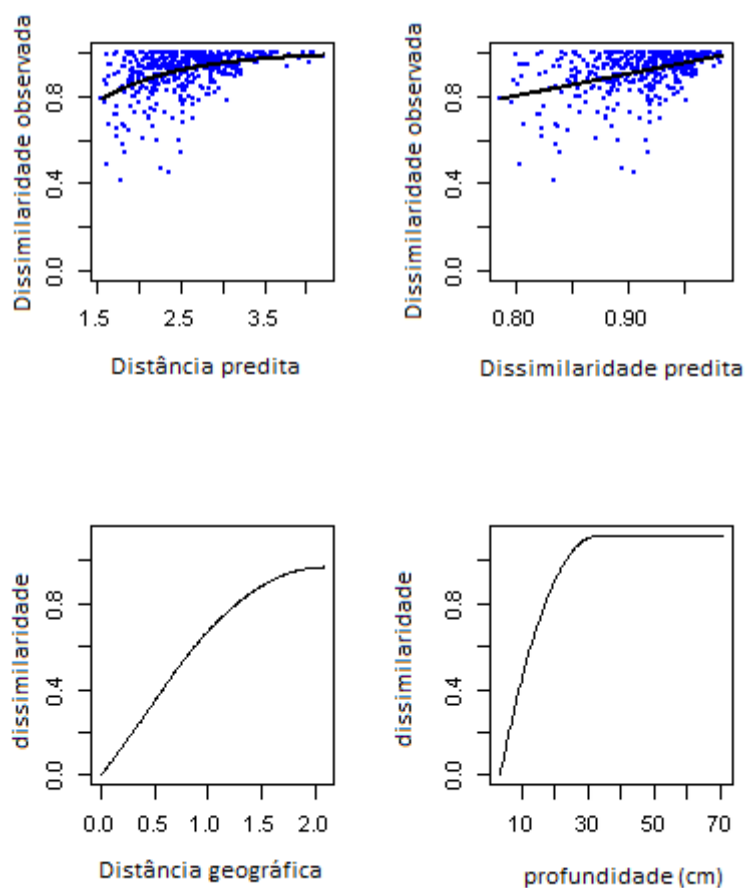 Dissimilaridade observada
0.0 0.4 0.8
1.5 2.5 3.5
Distância predita
Dissimilaridade observada
0.0 0.4 0.8
0.80 0.90
Dissimilaridade predita
dissimilaridade
0.0 0.4 0.8
0.0 0.5 1.0 1.5 2.0
Distância geográfica
dissimilaridade
0.0 0.4 0.8
10 30 50 70
profundidade (cm)